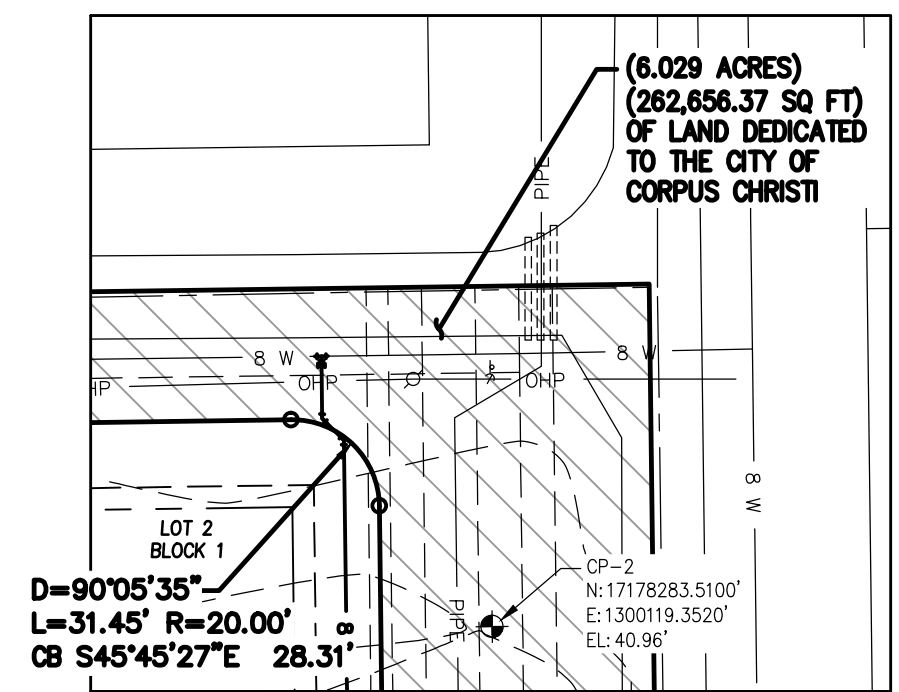 (6.029 ACRES)
(262,656.37 SQ FT)
OF LAND DEDICATED
TO THE CITY OF
CORPUS CHRISTI
PIPE
8 W
8 W
HP
OHP
OHP
8 W
LOT 2
BLOCK 1
CP-2
N:17178283.5100'
E:1300119.3520'
EL: 40.96'
D=90°05'35"
L=31.45' R=20.00'
CB S45°45'27"E 28.31'
8
PIPE